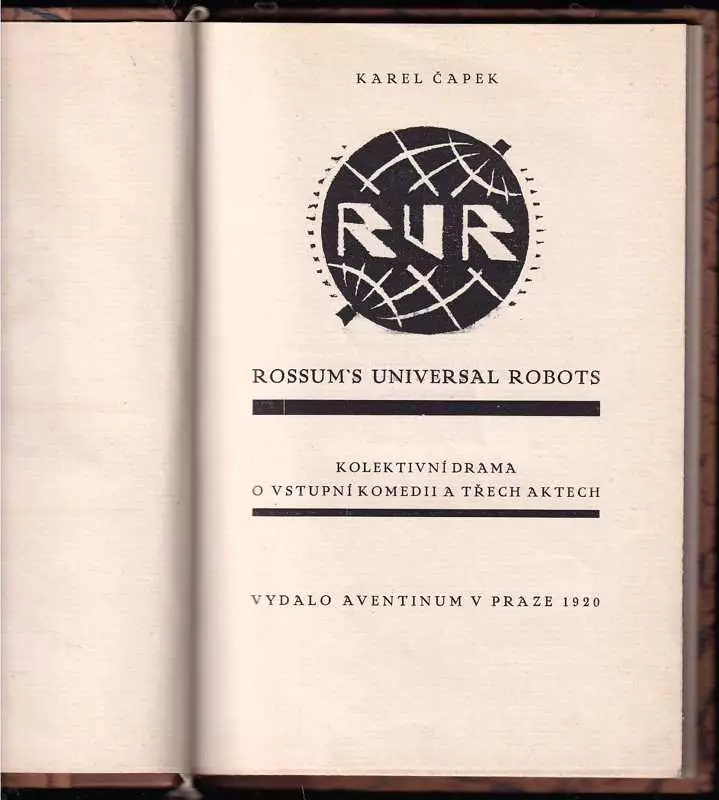 KAREL ČAPEK
RUR
ROSSUM'S UNIVERSAL ROBOTS
KOLEKTIVNÍ DRAMA
O VSTUPNÍ KOMEDII A TŘECH AKTECH
VYDALO AVENTINUM V PRAZE 1920